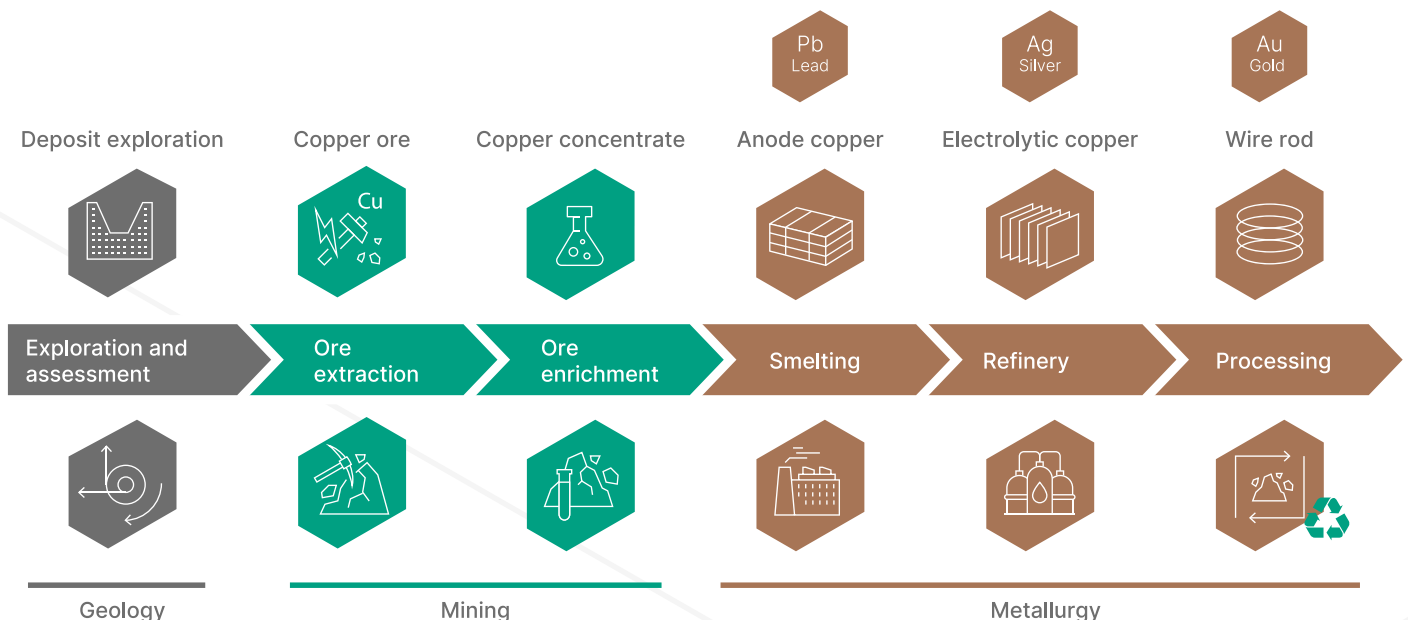 Pb
Lead
Ag
Silver
Au
Gold
Deposit exploration
Copper ore
Copper concentrate
Anode copper
Electrolytic copper
Wire rod
Cu
Exploration and
assessment
Ore
extraction
Ore
enrichment
Smelting
Refinery
Processing
Geology
Mining
Metallurgy